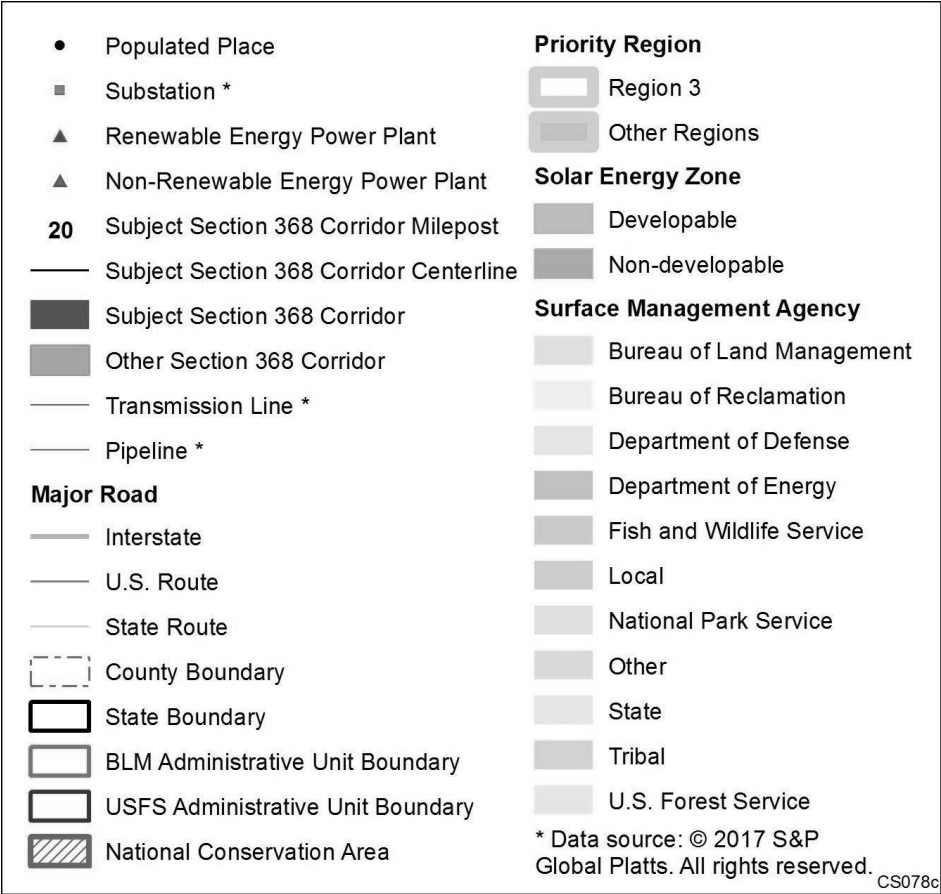 Populated Place
Substation *
Renewable Energy Power Plant
Non-Renewable Energy Power Plant
20 Subject Section 368 Corridor Milepost
Subject Section 368 Corridor Centerline
Subject Section 368 Corridor
Other Section 368 Corridor
Transmission Line *
Pipeline *
Major Road
Interstate
U.S. Route
State Route
County Boundary
State Boundary
BLM Administrative Unit Boundary
USFS Administrative Unit Boundary
National Conservation Area
Priority Region
Region 3
Other Regions
Solar Energy Zone
Developable
Non-developable
Surface Management Agency
Bureau of Land Management
Bureau of Reclamation
Department of Defense
Department of Energy
Fish and Wildlife Service
Local
National Park Service
Other
State
Tribal
U.S. Forest Service
* Data source: © 2017 S&P
Global Platts. All rights reserved.
CS078c